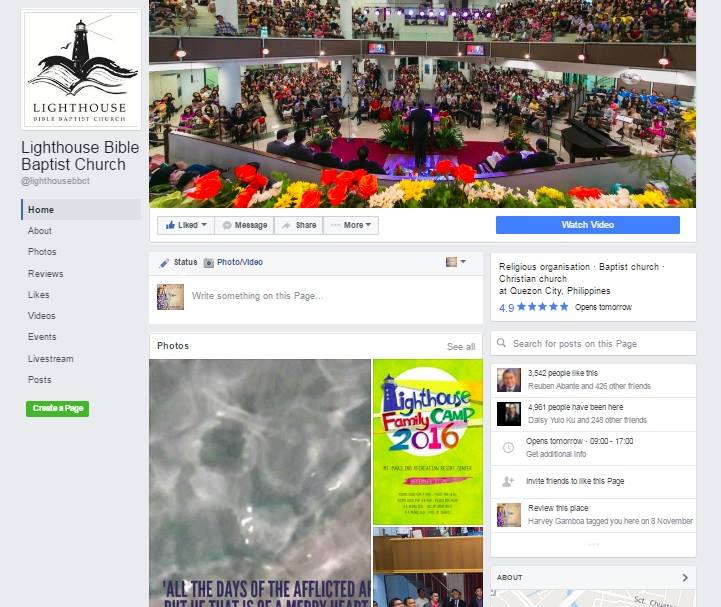 LIGHTHOUSE
BIBLE BAPTIST CHURCH
Lighthouse Bible
Baptist Church
@lighthousebbct
Home
About
Photos
Reviews
Likes
Videos
Events
Livestream
Posts
Create a Page
Liked
Message
Share
More
Watch Video
Status
Photo/Video
Write something on this Page...
Photos
See all
Lighthouse
Family CAMP
2016
MT. MAKILING RECREATION RESORT CENTER
'ALL THE DAYS OF THE AFFLICTED AR
BUT HE THAT IS OF A MERRY HEART
Religious organisation · Baptist church ·
Christian church
at Quezon City, Philippines
4.9 Opens tomorrow
Search for posts on this Page
3,542 people like this
Reuben Abante and 426 other friends
4,961 people have been here
Daisy Yulo Ku and 248 other friends
Opens tomorrow · 09:00 - 17:00
Get additional info
Invite friends to like this Page
Review this place
Harvey Gamboa tagged you here on 8 November
ABOUT